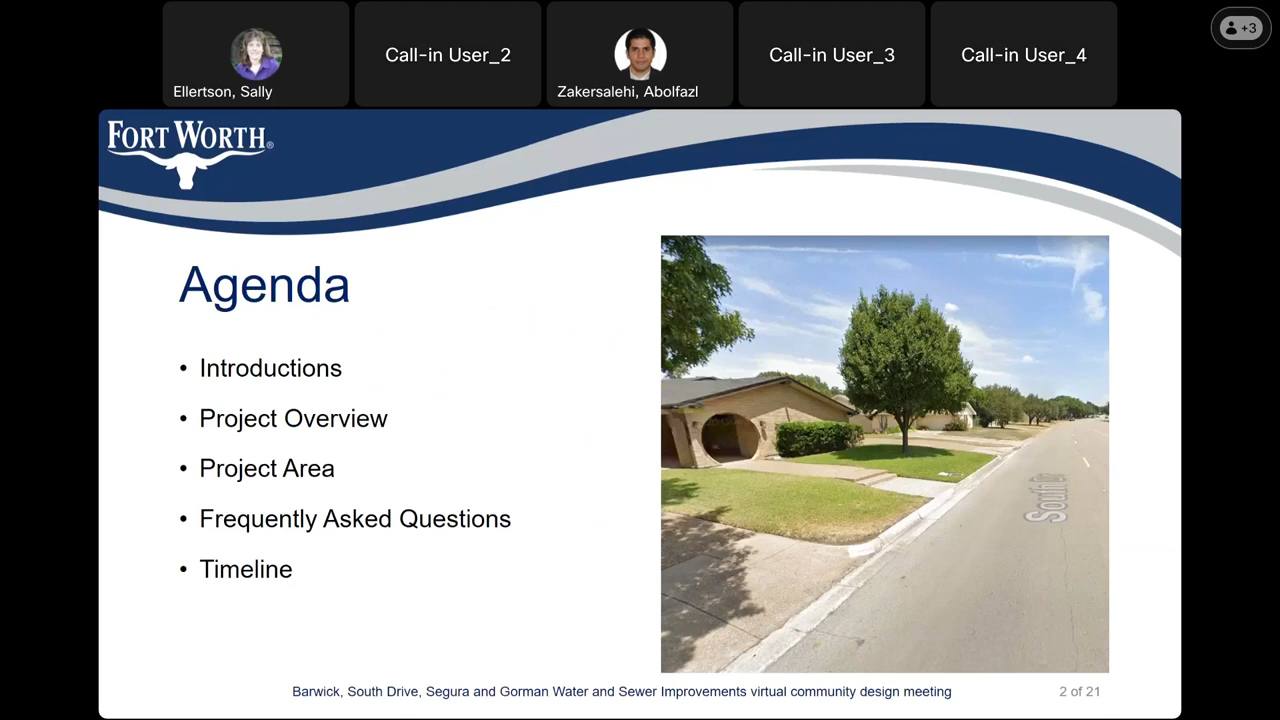 Call-in User_2
Call-in User_3
Call-in User_4
+3
Ellertson, Sally
Zakersalehi, Abolfazl
FORT WORTH®
Agenda
• Introductions
• Project Overview
• Project Area
• Frequently Asked Questions
• Timeline
South Dr
Barwick, South Drive, Segura and Gorman Water and Sewer Improvements virtual community design meeting
2 of 21